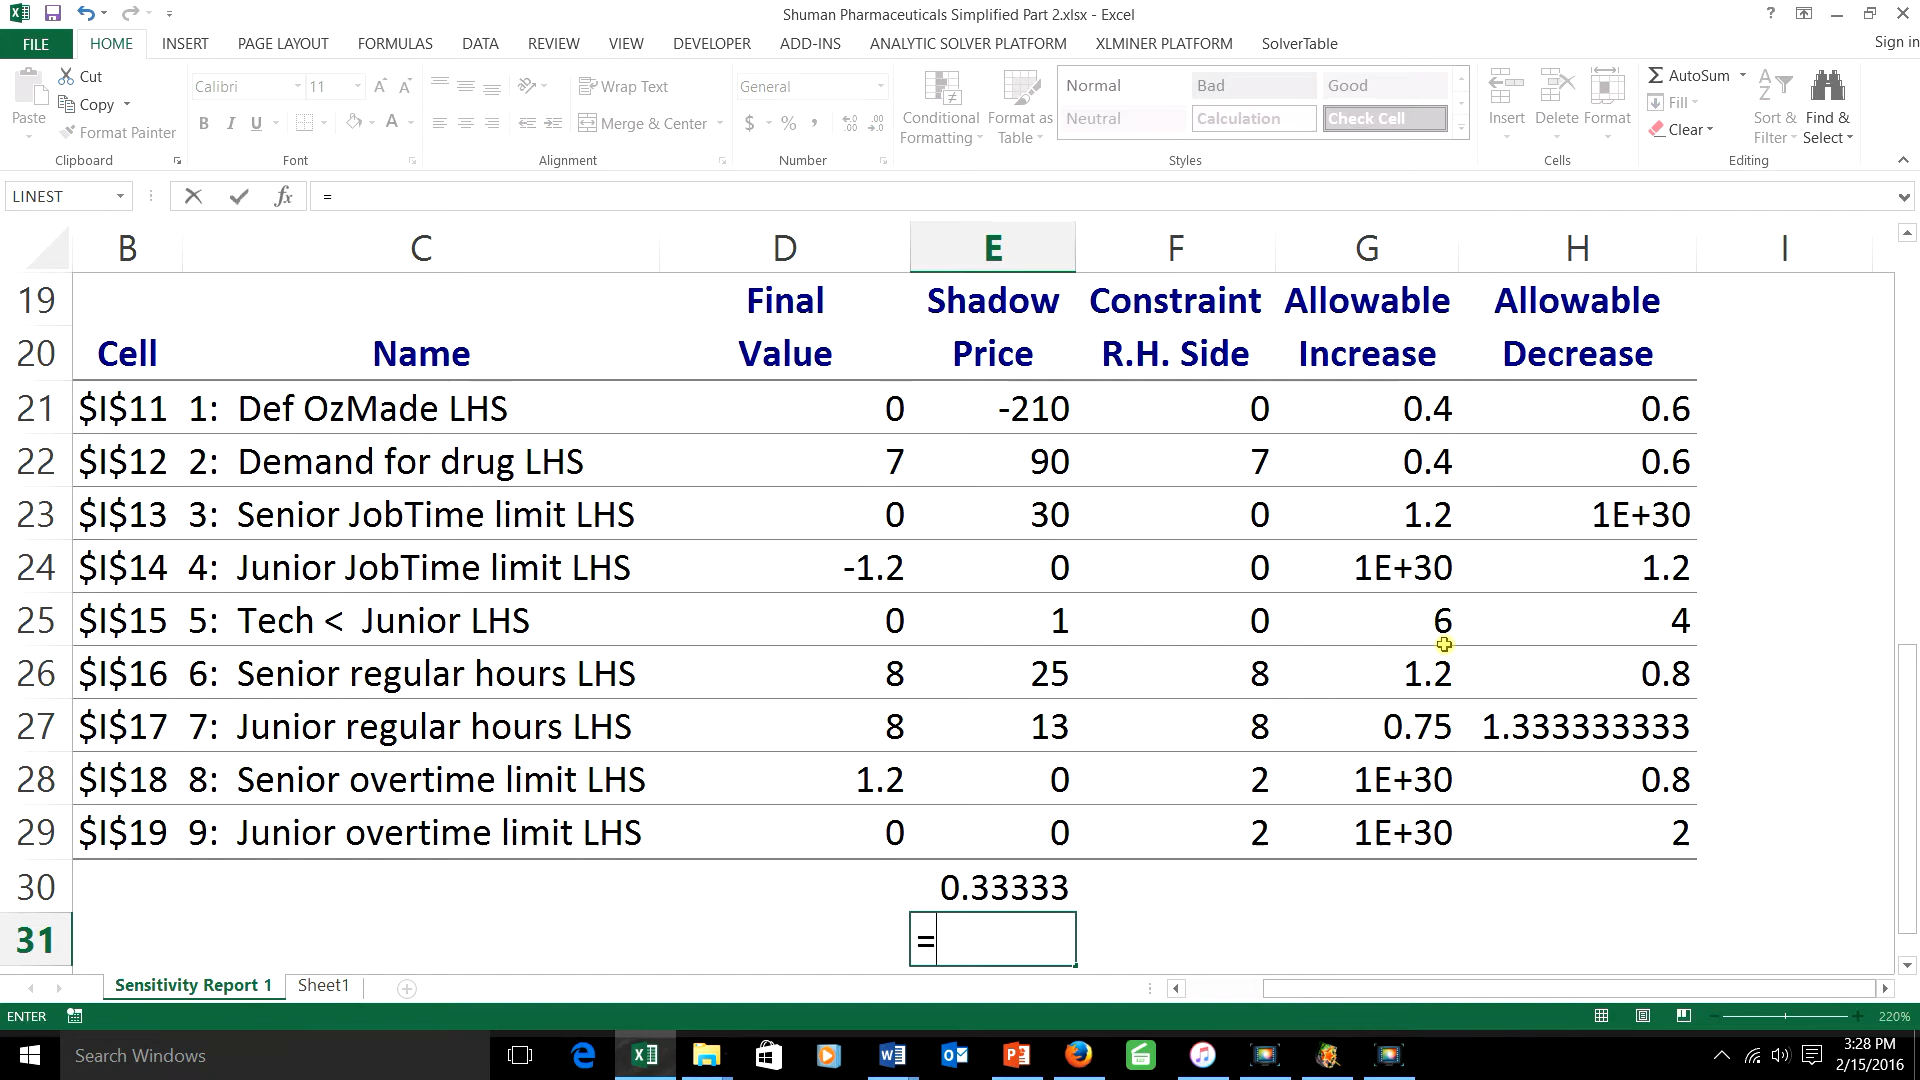 Shuman Pharmaceuticals Simplified Part 2.xlsx - Excel
?
FILE HOME INSERT PAGE LAYOUT FORMULAS DATA REVIEW VIEW DEVELOPER ADD-INS ANALYTIC SOLVER PLATFORM XLMINER PLATFORM SolverTable Sign in
Paste Cut Copy Format Painter
Calibri 11 A A
B I U A
Wrap Text
Merge & Center
General
$ % ,
Conditional Formatting
Format as Table
Normal Bad Good
Neutral Calculation Check Cell
Insert Delete Format
AutoSum
Fill
Clear
Sort & Filter
Find & Select
Clipboard Font Alignment Number Styles Cells Editing
LINEST fx =
B C D E F G H I
19 Final Shadow Constraint Allowable Allowable
20 Cell Name Value Price R.H. Side Increase Decrease
21 $I$11 1: Def OzMade LHS 0 -210 0 0.4 0.6
22 $I$12 2: Demand for drug LHS 7 90 7 0.4 0.6
23 $I$13 3: Senior JobTime limit LHS 0 30 0 1.2 1E+30
24 $I$14 4: Junior JobTime limit LHS -1.2 0 0 1E+30 1.2
25 $I$15 5: Tech < Junior LHS 0 1 0 6 4
26 $I$16 6: Senior regular hours LHS 8 25 8 1.2 0.8
27 $I$17 7: Junior regular hours LHS 8 13 8 0.75 1.333333333
28 $I$18 8: Senior overtime limit LHS 1.2 0 2 1E+30 0.8
29 $I$19 9: Junior overtime limit LHS 0 0 2 1E+30 2
30 0.33333
31 =
Sensitivity Report 1 Sheet1
ENTER 220%
Search Windows
3:28 PM
2/15/2016